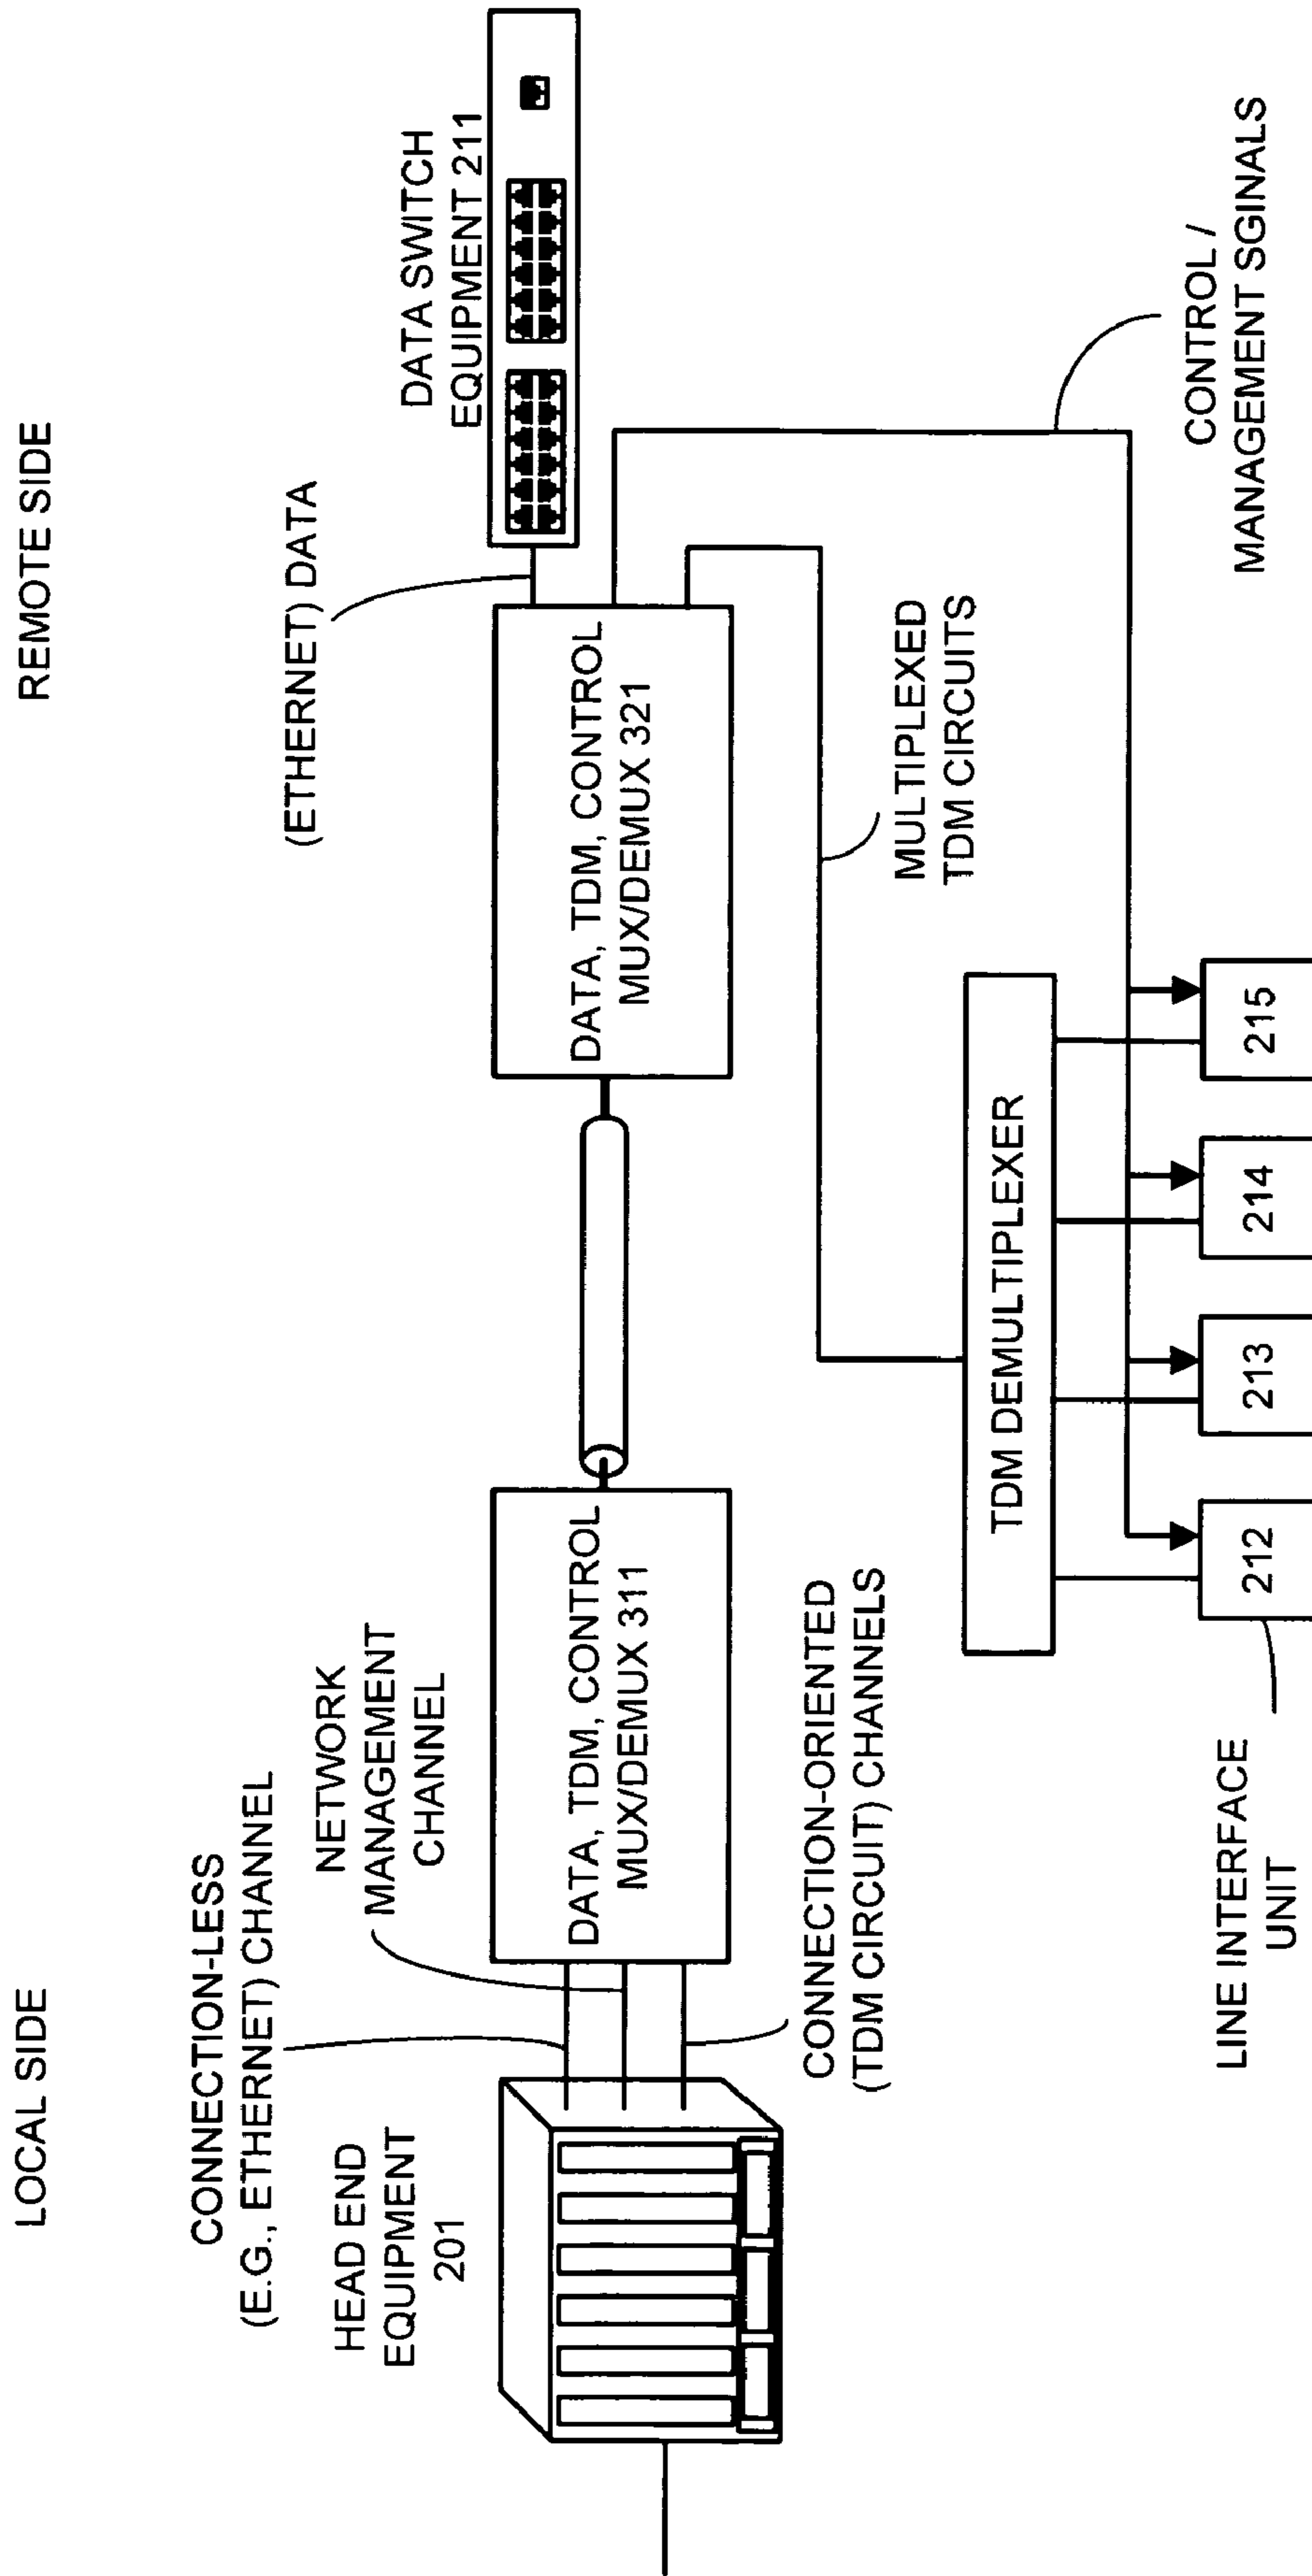 LOCAL SIDE
REMOTE SIDE
CONNECTION-LESS
(E.G., ETHERNET) CHANNEL
NETWORK
MANAGEMENT
CHANNEL
HEAD END
EQUIPMENT
201
DATA, TDM, CONTROL
MUX/DEMUX 311
CONNECTION-ORIENTED
(TDM CIRCUIT) CHANNELS
(ETHERNET) DATA
DATA SWITCH
EQUIPMENT 211
DATA, TDM, CONTROL
MUX/DEMUX 321
MULTIPLEXED
TDM CIRCUITS
CONTROL /
MANAGEMENT SGINALS
TDM DEMULTIPLEXER
LINE INTERFACE
UNIT
212
213
214
215